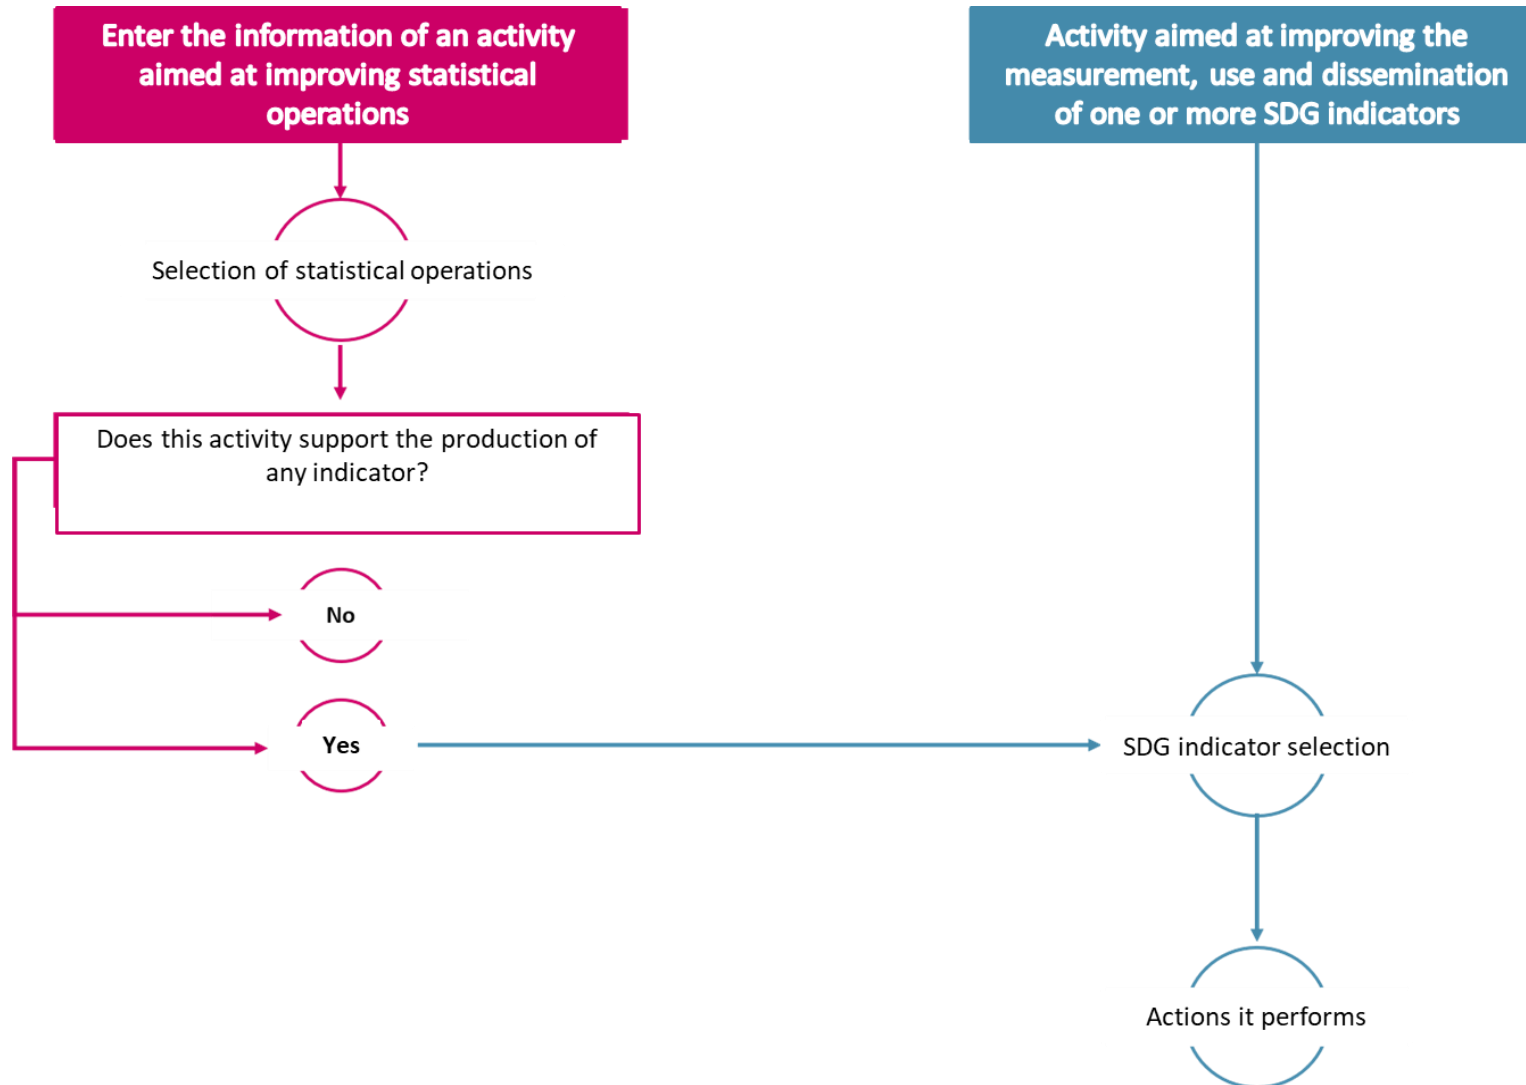 Enter the information of an activity
aimed at improving statistical
operations
Activity aimed at improving the
measurement, use and dissemination
of one or more SDG indicators
Selection of statistical operations
Does this activity support the production of
any indicator?
No
Yes
SDG indicator selection
Actions it performs